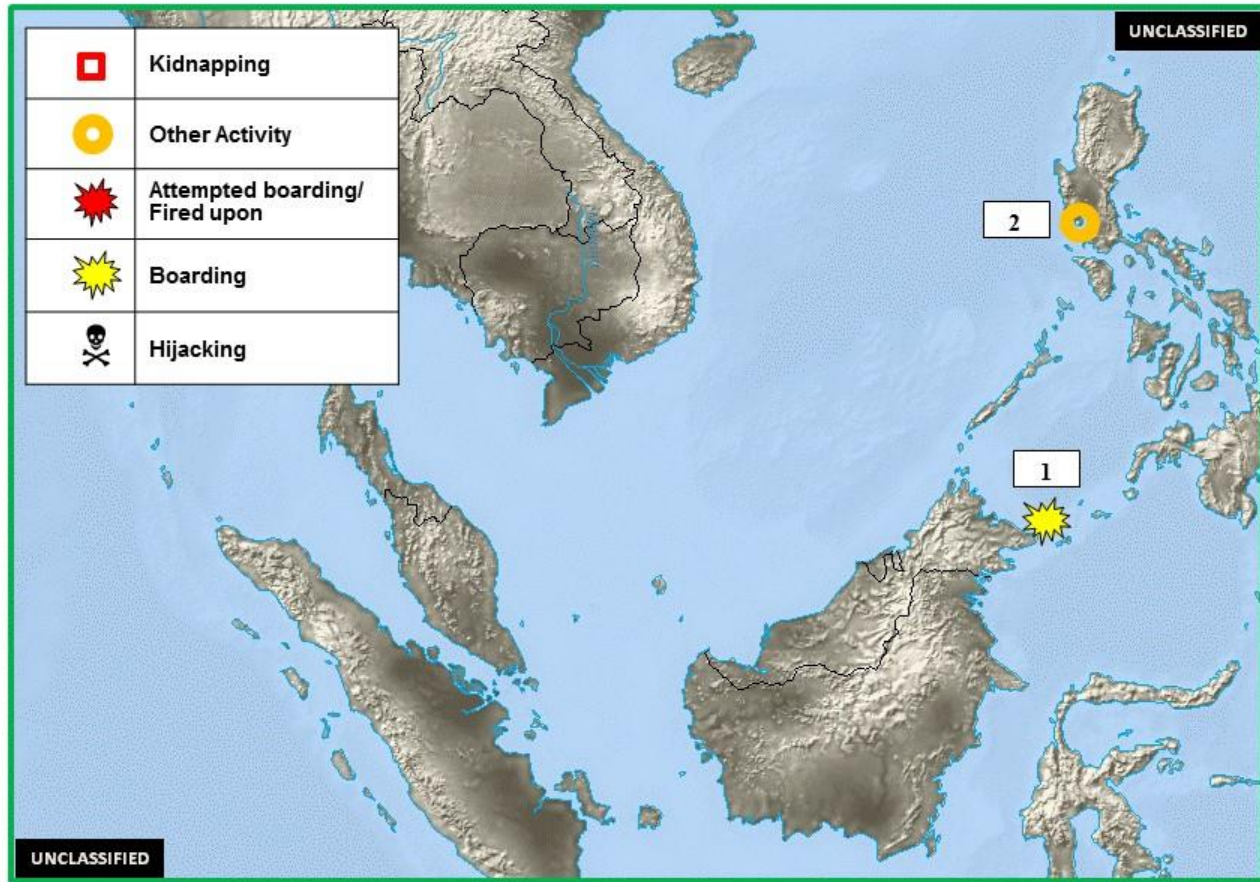 UNCLASSIFIED
Kidnapping
Other Activity
Attempted boarding/
Fired upon
Boarding
Hijacking
2
1
UNCLASSIFIED